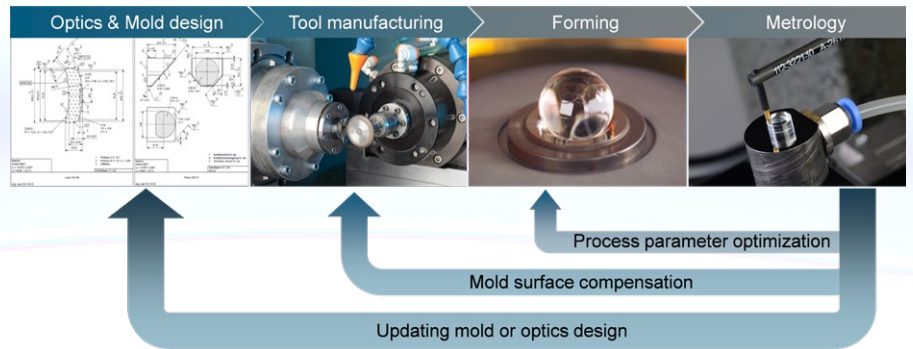 Optics & Mold design
Tool manufacturing
Forming
Metrology
Process parameter optimization
Mold surface compensation
Updating mold or optics design